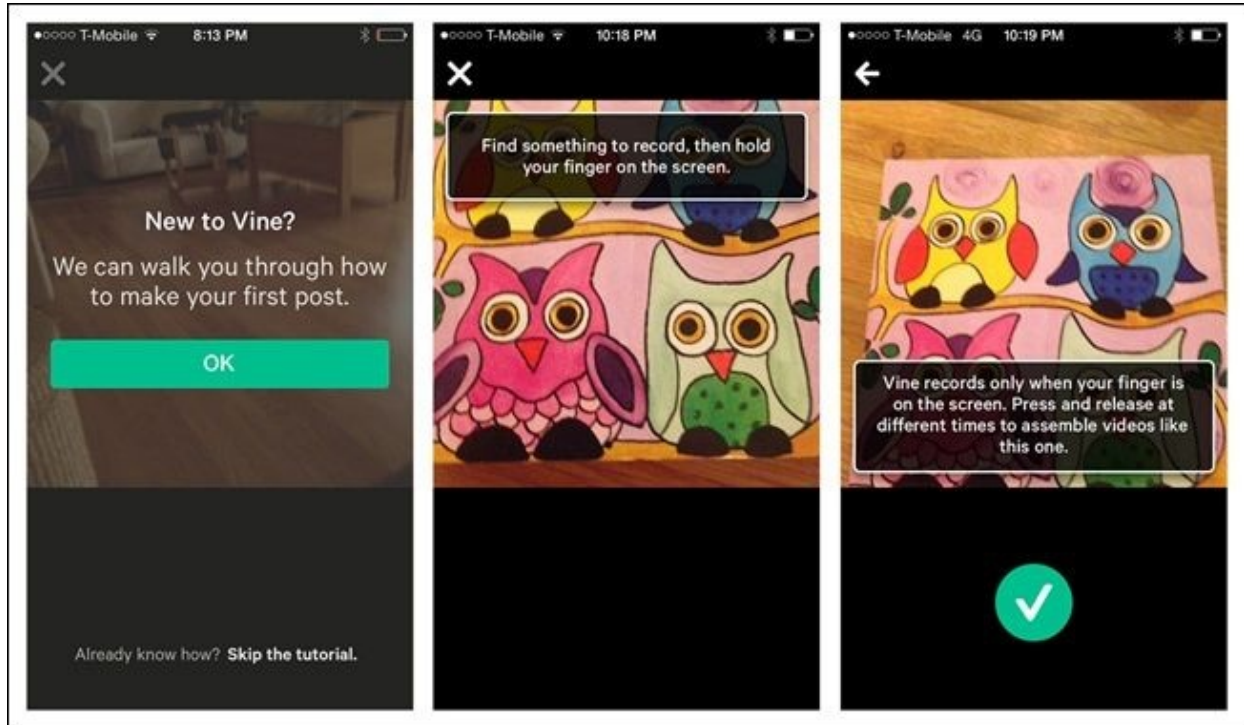 T-Mobile 8:13 PM
New to Vine?
We can walk you through how
to make your first post.
OK
Already know how? Skip the tutorial.
T-Mobile 10:18 PM
Find something to record, then hold
your finger on the screen.
T-Mobile 4G 10:19 PM
Vine records only when your finger is
on the screen. Press and release at
different times to assemble videos like
this one.